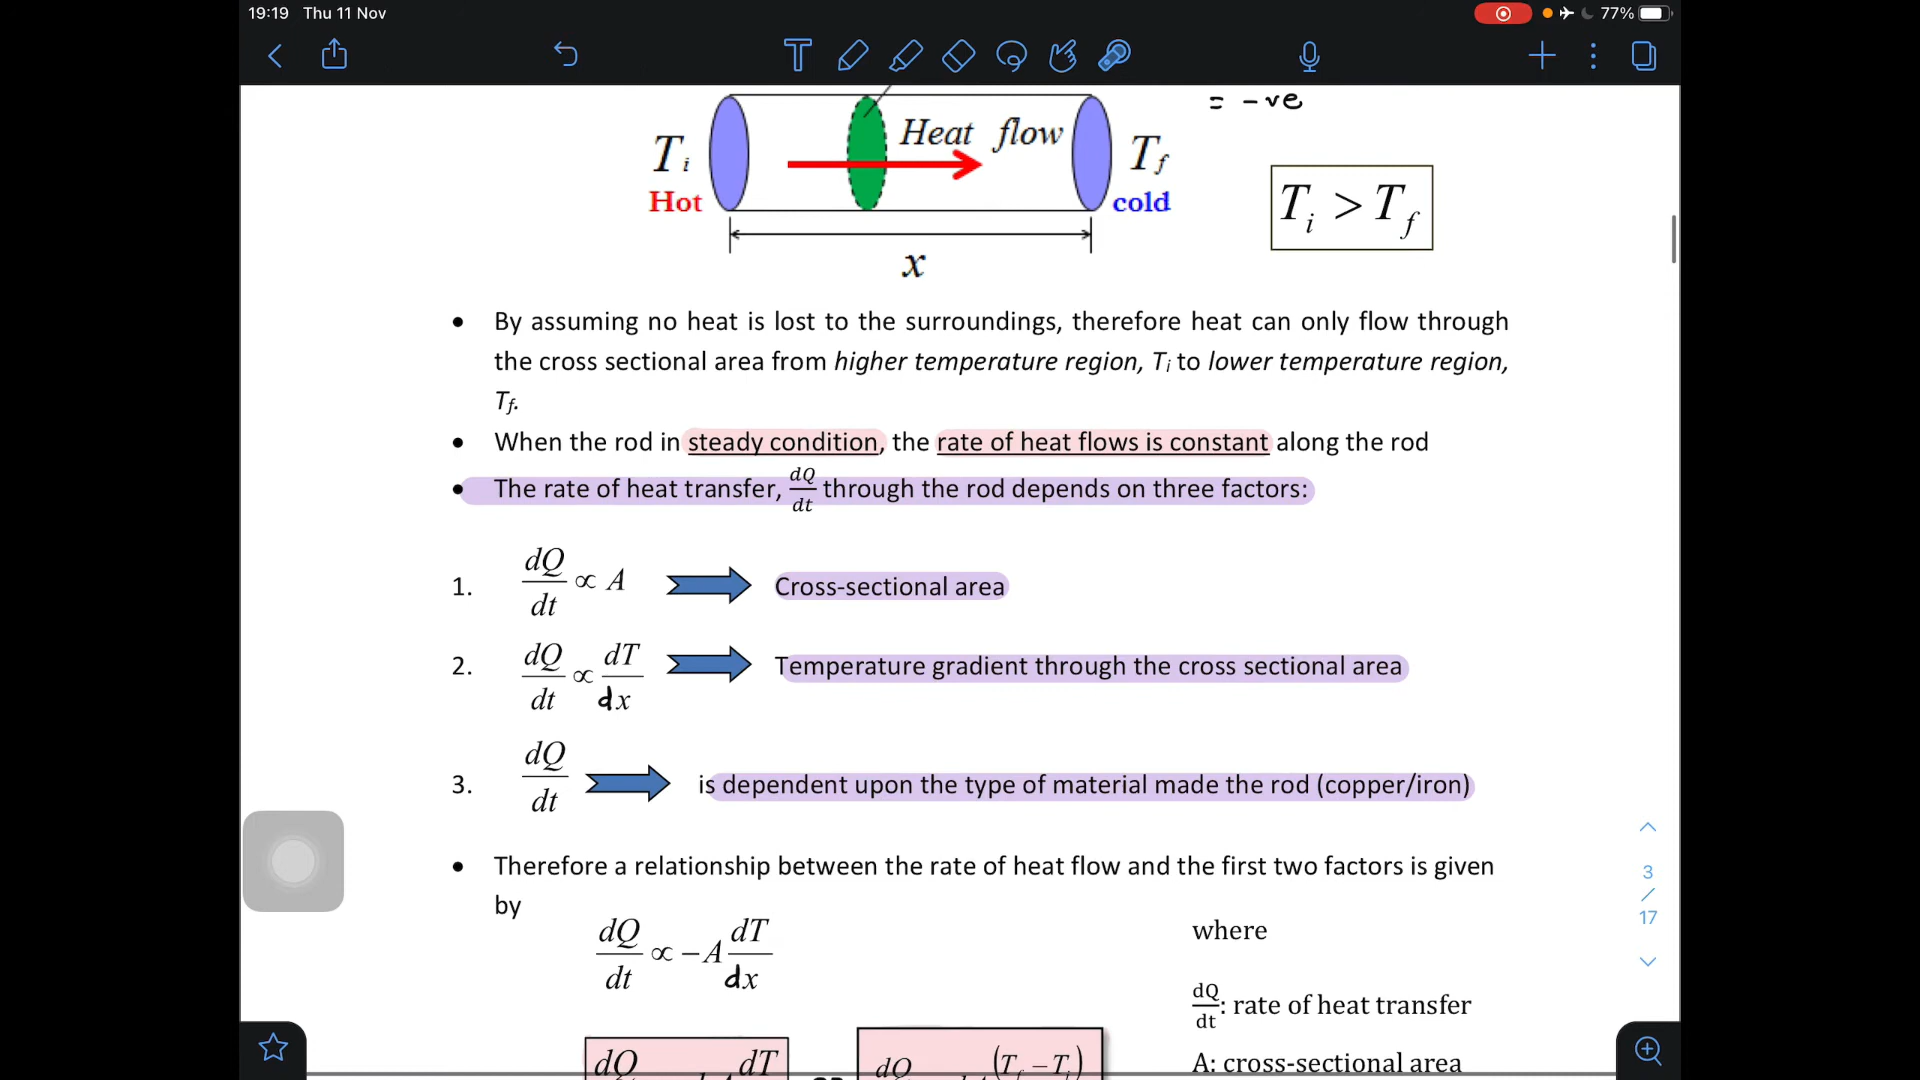 19:19 Thu 11 Nov
77%
T
= -ve
Heat flow
Ti
Tf
Hot
cold
Ti > Tf
x
• By assuming no heat is lost to the surroundings, therefore heat can only flow through
the cross sectional area from higher temperature region, Ti to lower temperature region,
Tf.
• When the rod in steady condition, the rate of heat flows is constant along the rod
• The rate of heat transfer, dQ/dt through the rod depends on three factors:
1. dQ/dt ∝ A Cross-sectional area
2. dQ/dt ∝ dT/dx Temperature gradient through the cross sectional area
3. dQ/dt is dependent upon the type of material made the rod (copper/iron)
• Therefore a relationship between the rate of heat flow and the first two factors is given
by
dQ/dt ∝ −A dT/dx
where
dQ/dt: rate of heat transfer
A: cross-sectional area
dQ dT
dQ (Tf − Ti)
3
/
17